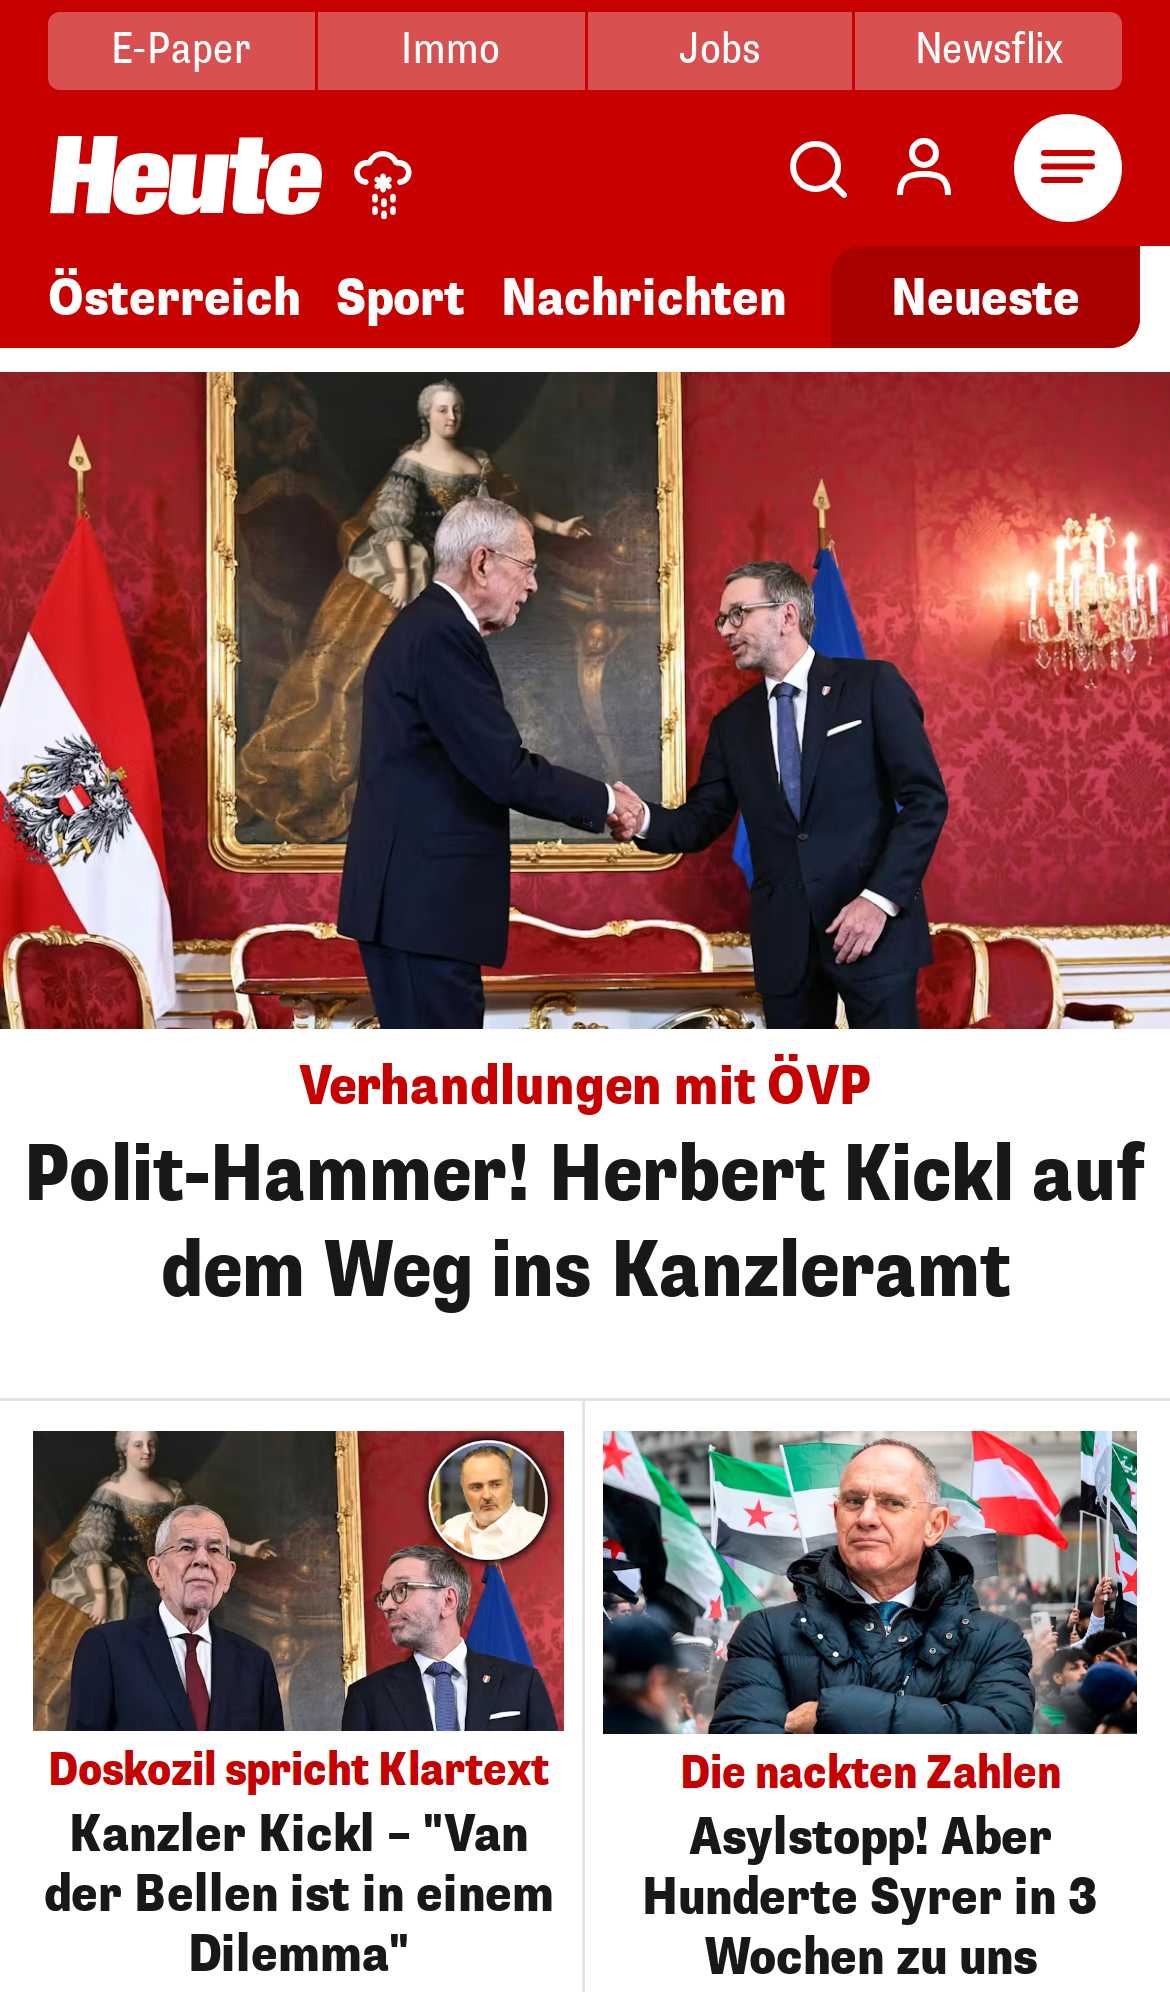 E-Paper Immo Jobs Newsflix
Heute
Österreich Sport Nachrichten Neueste
Verhandlungen mit ÖVP
Polit-Hammer! Herbert Kickl auf
dem Weg ins Kanzleramt
Doskozil spricht Klartext
Kanzler Kickl – "Van
der Bellen ist in einem
Dilemma"
Die nackten Zahlen
Asylstopp! Aber
Hunderte Syrer in 3
Wochen zu uns